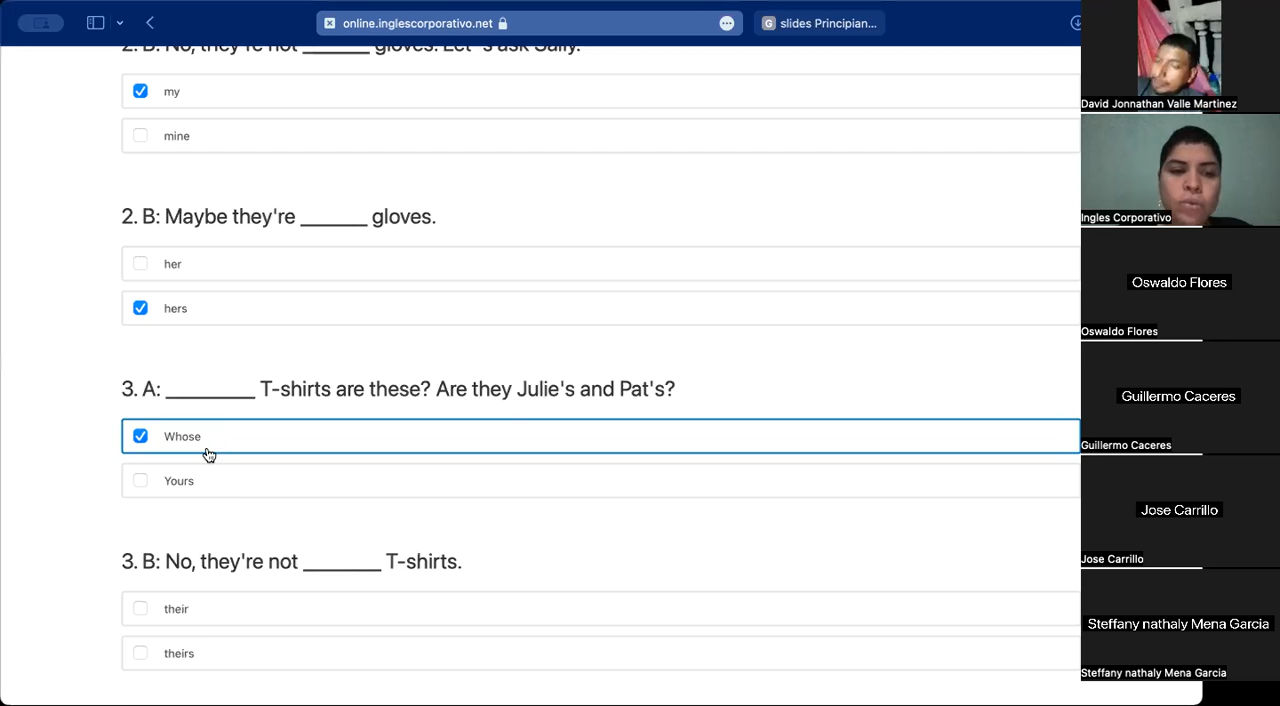 online.inglescorporativo.net
G slides Principian...
2. B: No, they're not _______ gloves. Let's ask Sally.
my
mine
2. B: Maybe they're _______ gloves.
her
hers
3. A: _________ T-shirts are these? Are they Julie's and Pat's?
Whose
Yours
3. B: No, they're not ________ T-shirts.
their
theirs
David Jonnathan Valle Martinez
Ingles Corporativo
Oswaldo Flores
Oswaldo Flores
Guillermo Caceres
Guillermo Caceres
Jose Carrillo
Jose Carrillo
Steffany nathaly Mena Garcia
Steffany nathaly Mena Garcia